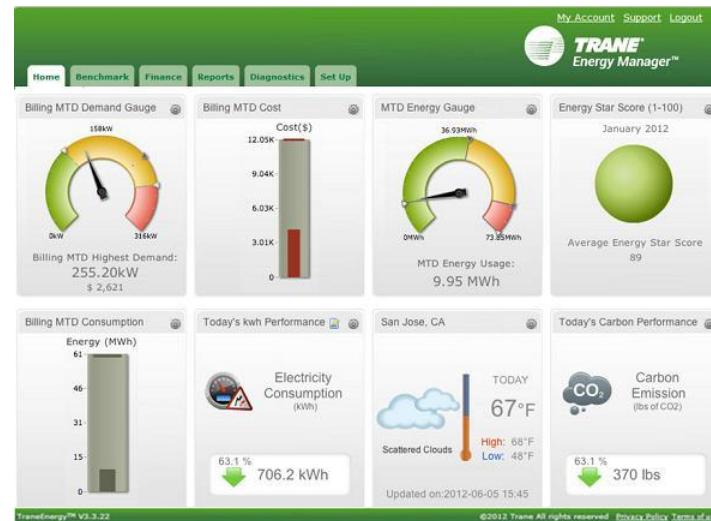 My Account Support Logout
TRANE
Energy Manager™
Home Benchmark Finance Reports Diagnostics Set Up
Billing MTD Demand Gauge
158kW
0kW
316kW
Billing MTD Highest Demand:
255.20kW
$ 2,621
Billing MTD Cost
Cost($)
12.05K
9.04K
6.03K
3.01K
0
MTD Energy Gauge
36.93MWh
0MWh
73.85MWh
MTD Energy Usage:
9.95 MWh
Energy Star Score (1-100)
January 2012
Average Energy Star Score
89
Billing MTD Consumption
Energy (MWh)
61
46
31
15
0
Today's kwh Performance
Electricity
Consumption
(kWh)
63.1 %
706.2 kWh
San Jose, CA
TODAY
67°F
Scattered Clouds
High: 68°F
Low: 48°F
Updated on:2012-06-05 15:45
Today's Carbon Performance
CO2
Carbon
Emission
(lbs of CO2)
63.1 %
370 lbs
TraneEnergy™ V3.3.22
©2012 Trane All rights reserved Privacy Policy Terms of